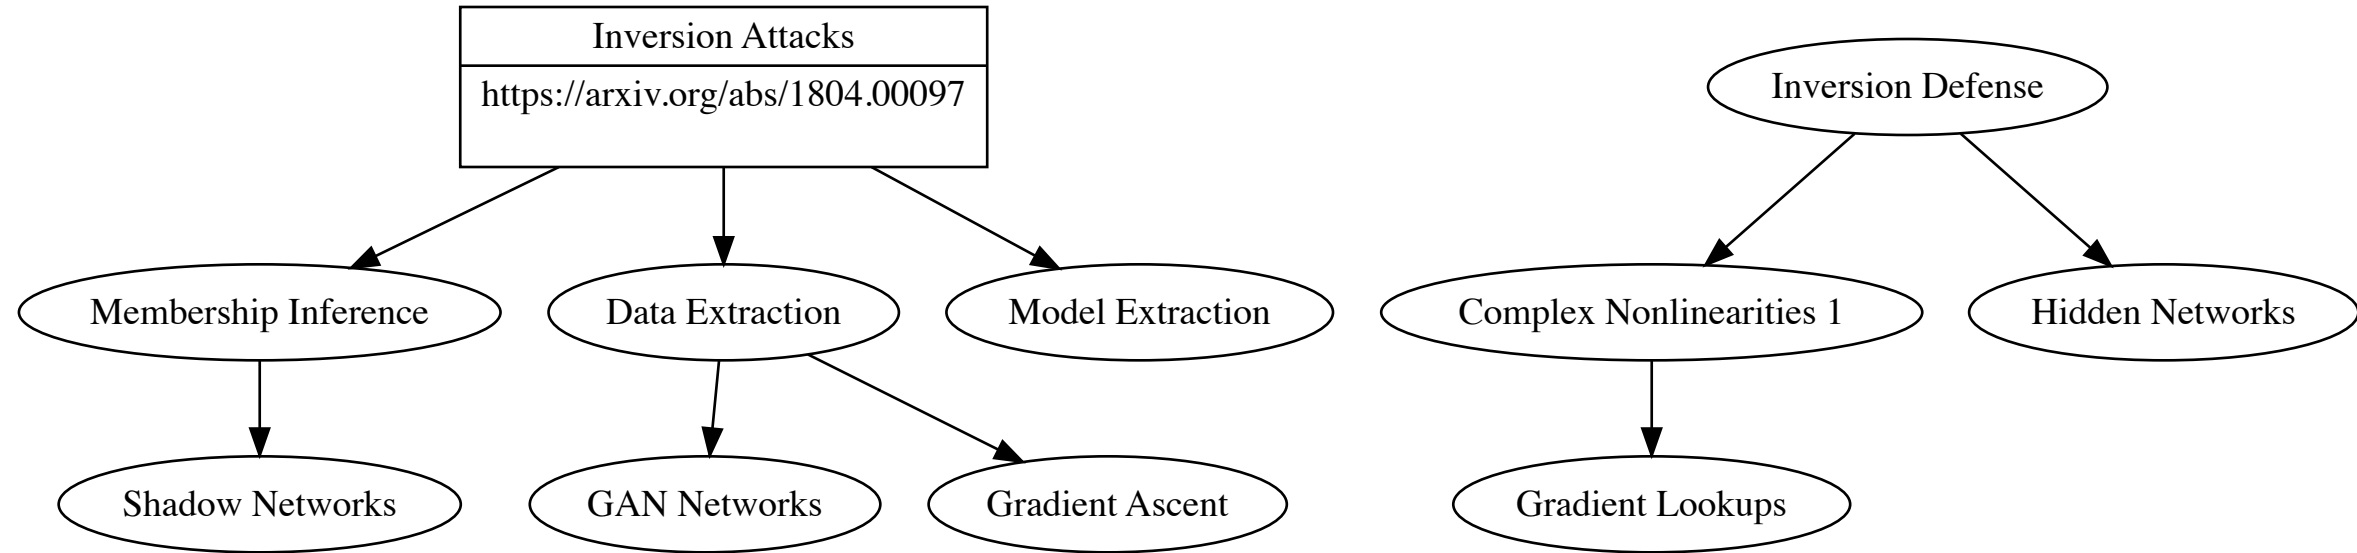 Inversion Attacks
https://arxiv.org/abs/1804.00097
Inversion Defense
Membership Inference
Data Extraction
Model Extraction
Complex Nonlinearities 1
Hidden Networks
Shadow Networks
GAN Networks
Gradient Ascent
Gradient Lookups